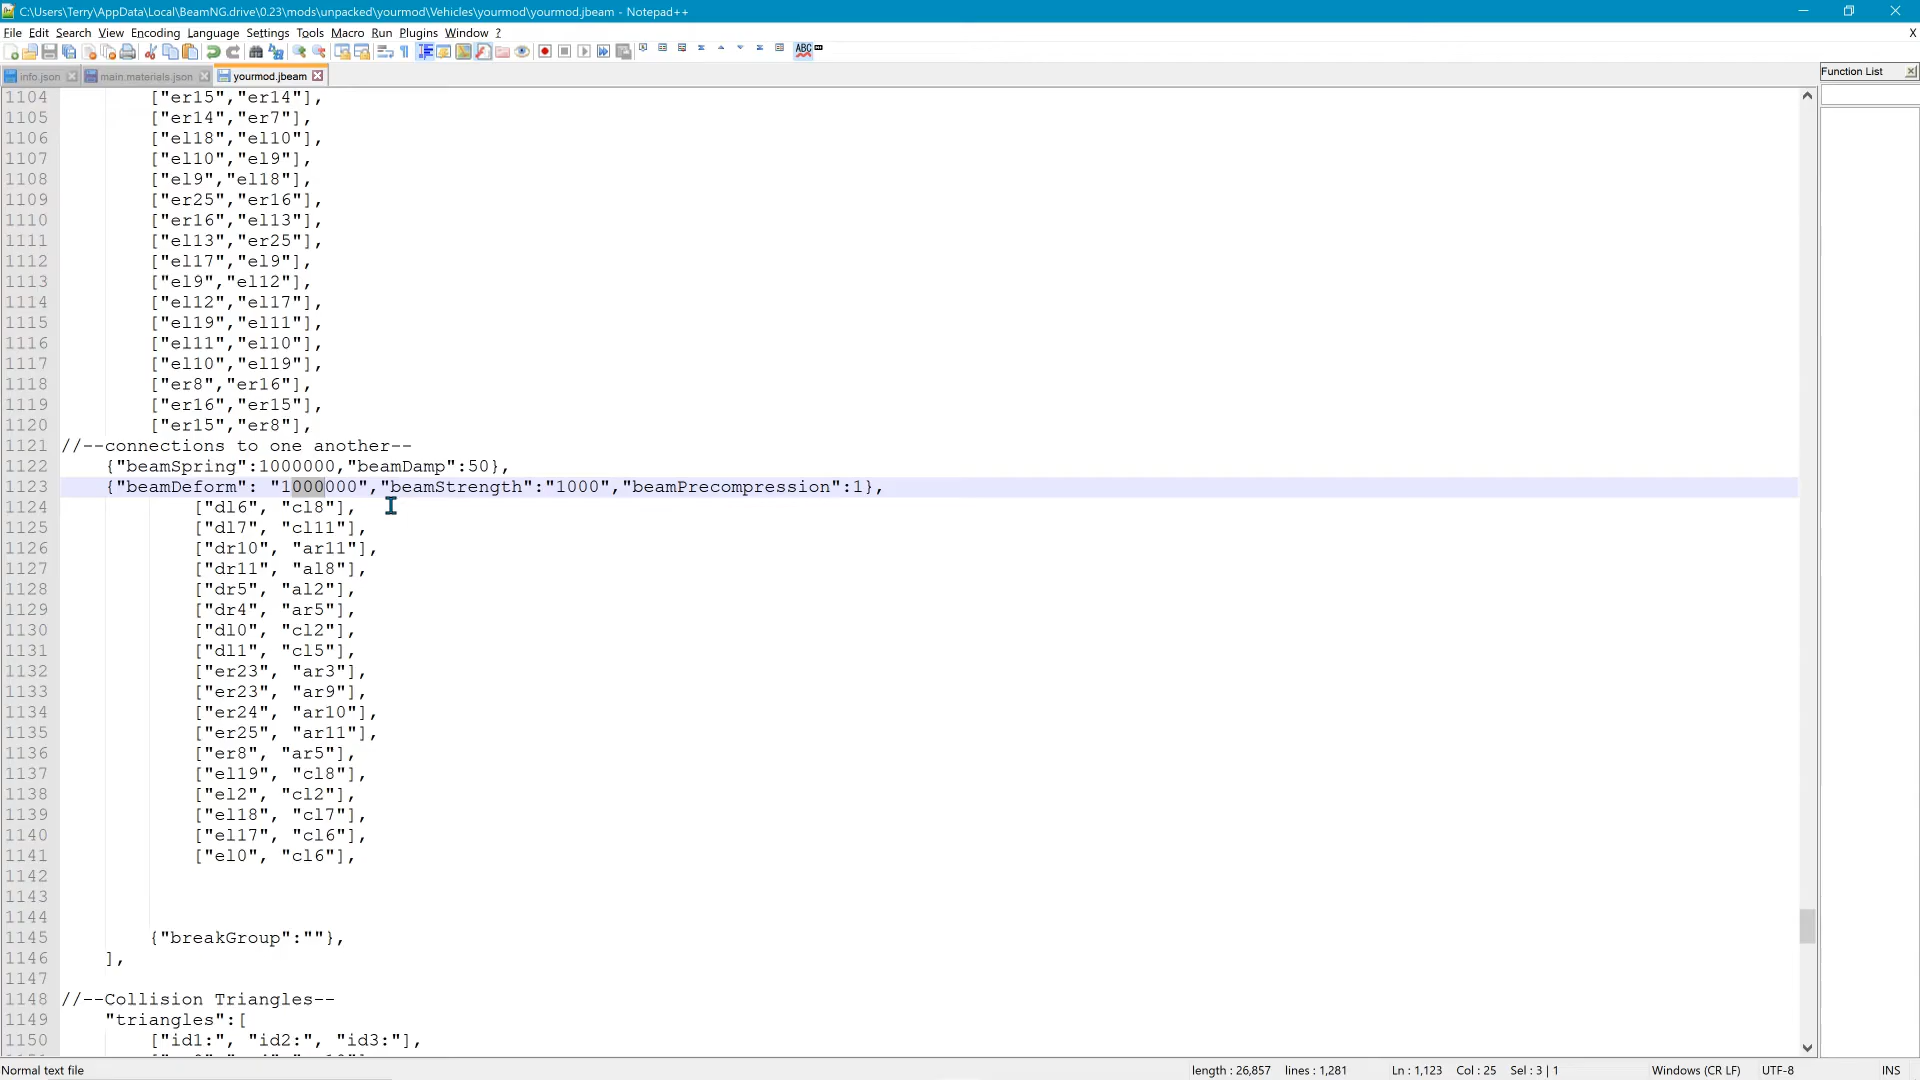 C:\Users\Terry\AppData\Local\BeamNG.drive\0.23\mods\unpacked\yourmod\Vehicles\yourmod\yourmod.jbeam - Notepad++
File Edit Search View Encoding Language Settings Tools Macro Run Plugins Window ? X
info.json main.materials.json yourmod.jbeam
Function List
1104 ["er15","er14"],
1105 ["er14","er7"],
1106 ["el18","el10"],
1107 ["el10","el9"],
1108 ["el9","el18"],
1109 ["er25","er16"],
1110 ["er16","el13"],
1111 ["el13","er25"],
1112 ["el17","el9"],
1113 ["el9","el12"],
1114 ["el12","el17"],
1115 ["el19","el11"],
1116 ["el11","el10"],
1117 ["el10","el19"],
1118 ["er8","er16"],
1119 ["er16","er15"],
1120 ["er15","er8"],
1121 //--connections to one another--
1122 {"beamSpring":1000000,"beamDamp":50},
1123 {"beamDeform": "1000000","beamStrength":"1000","beamPrecompression":1},
1124 ["dl6", "cl8"],
1125 ["dl7", "cl11"],
1126 ["dr10", "ar11"],
1127 ["dr11", "al8"],
1128 ["dr5", "al2"],
1129 ["dr4", "ar5"],
1130 ["dl0", "cl2"],
1131 ["dl1", "cl5"],
1132 ["er23", "ar3"],
1133 ["er23", "ar9"],
1134 ["er24", "ar10"],
1135 ["er25", "ar11"],
1136 ["er8", "ar5"],
1137 ["el19", "cl8"],
1138 ["el2", "cl2"],
1139 ["el18", "cl7"],
1140 ["el17", "cl6"],
1141 ["el0", "cl6"],
1142
1143
1144
1145 {"breakGroup":""},
1146 ],
1147
1148 //--Collision Triangles--
1149 "triangles":[
1150 ["id1:", "id2:", "id3:"],
Normal text file length : 26,857 lines : 1,281 Ln : 1,123 Col : 25 Sel : 3 | 1 Windows (CR LF) UTF-8 INS